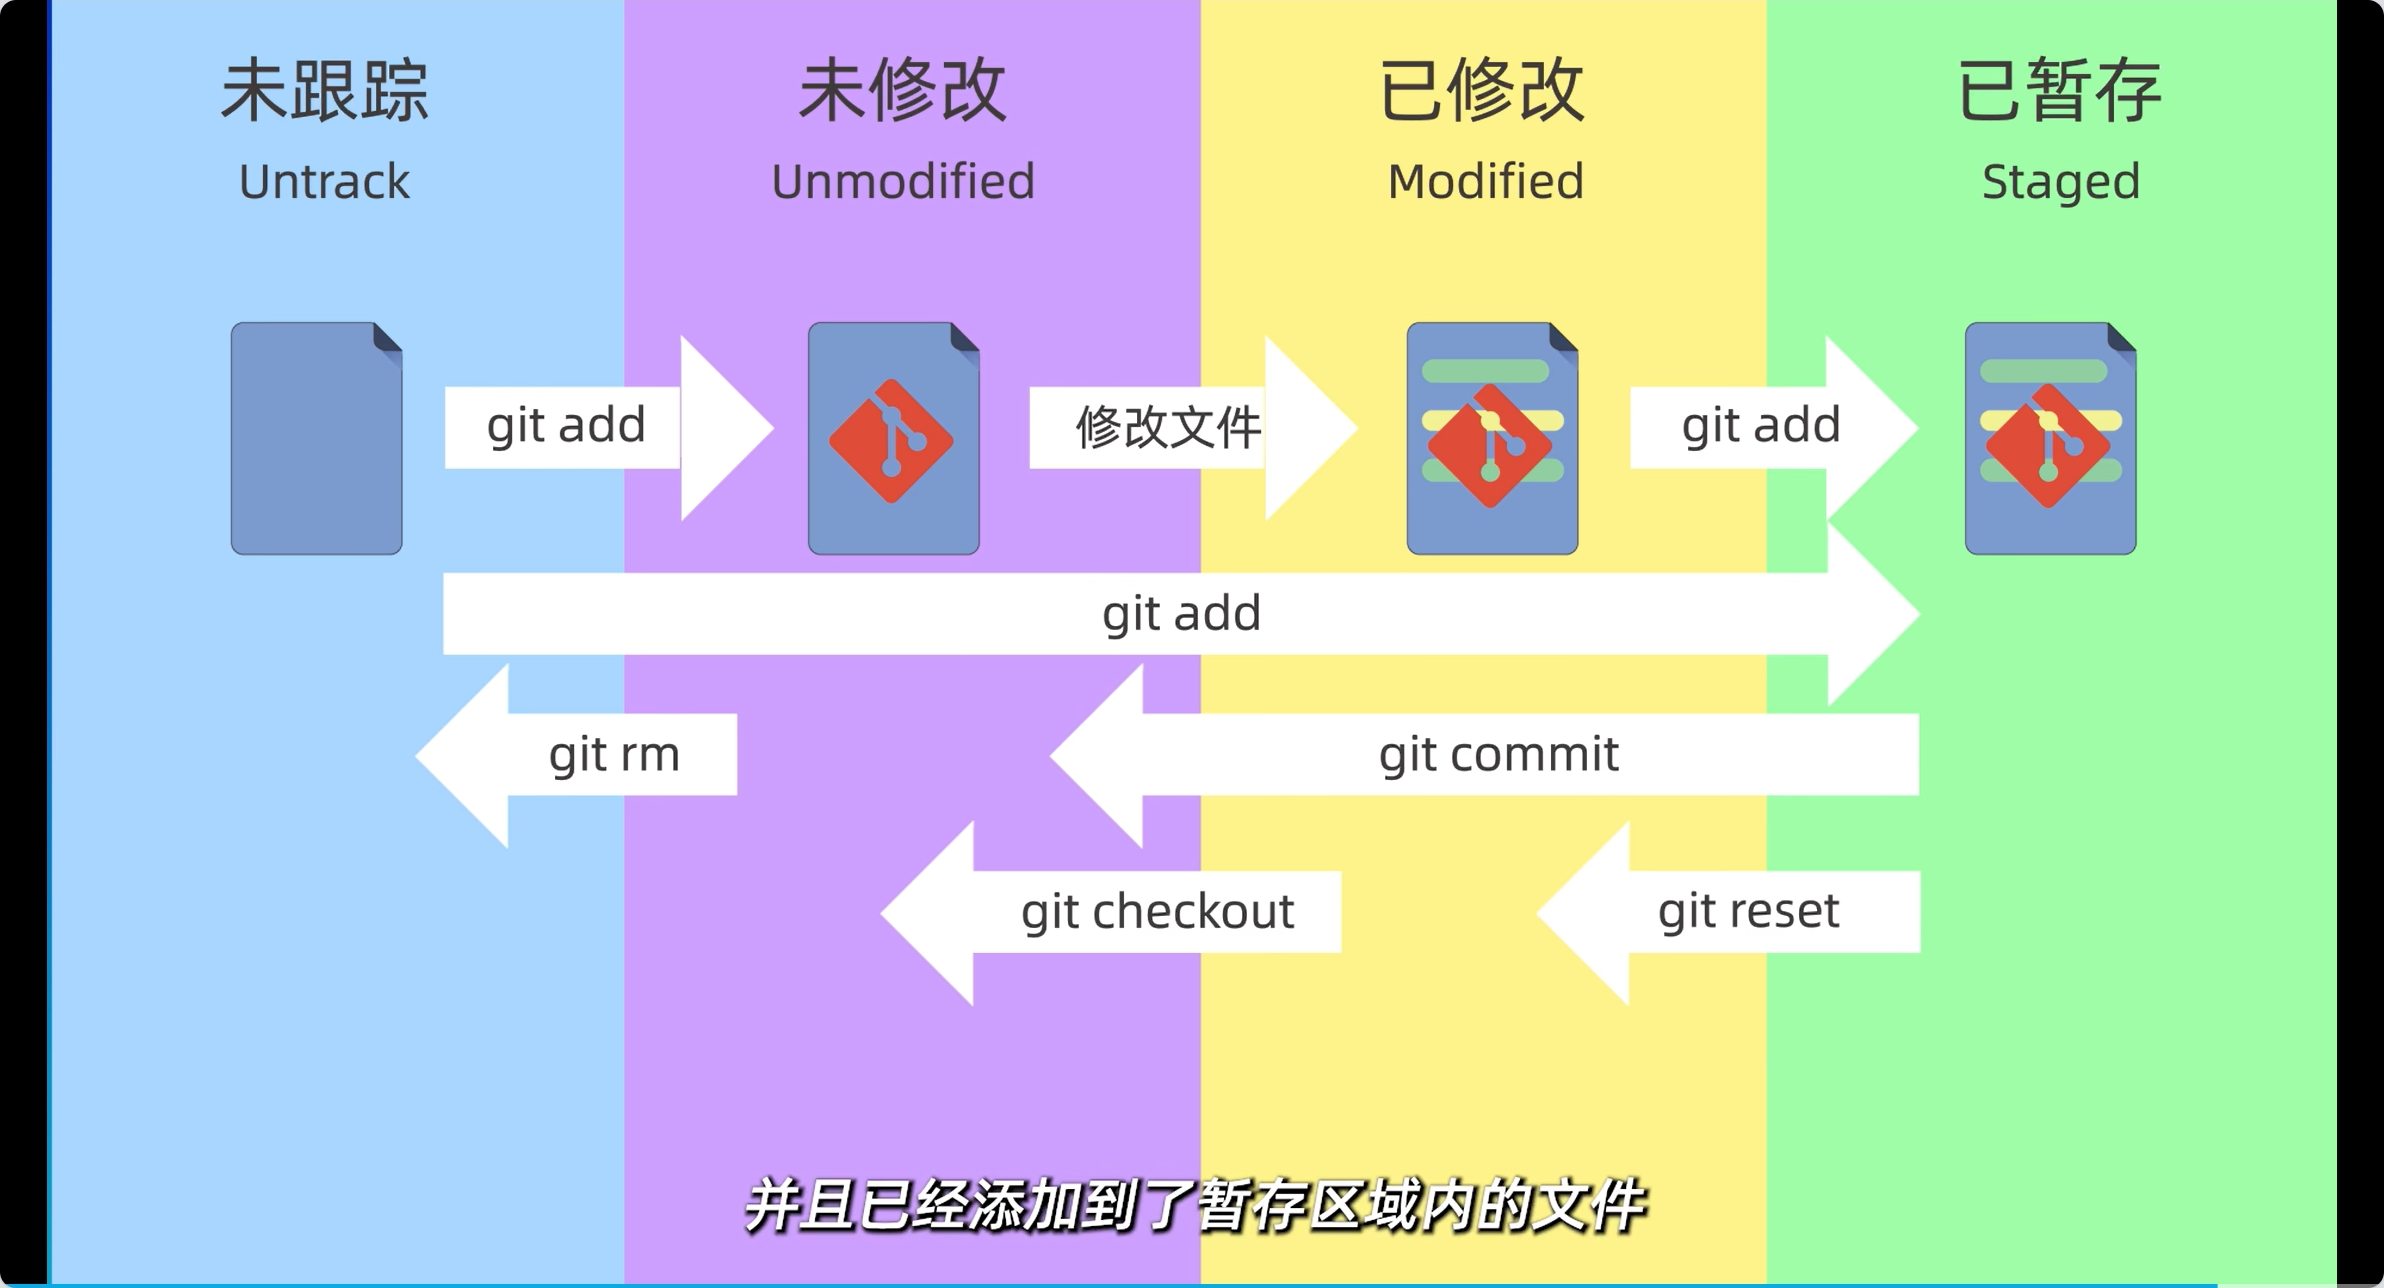 未跟踪
Untrack
未修改
Unmodified
已修改
Modified
已暂存
Staged
git add
修改文件
git add
git add
git rm
git commit
git checkout
git reset
并且已经添加到了暂存区域内的文件